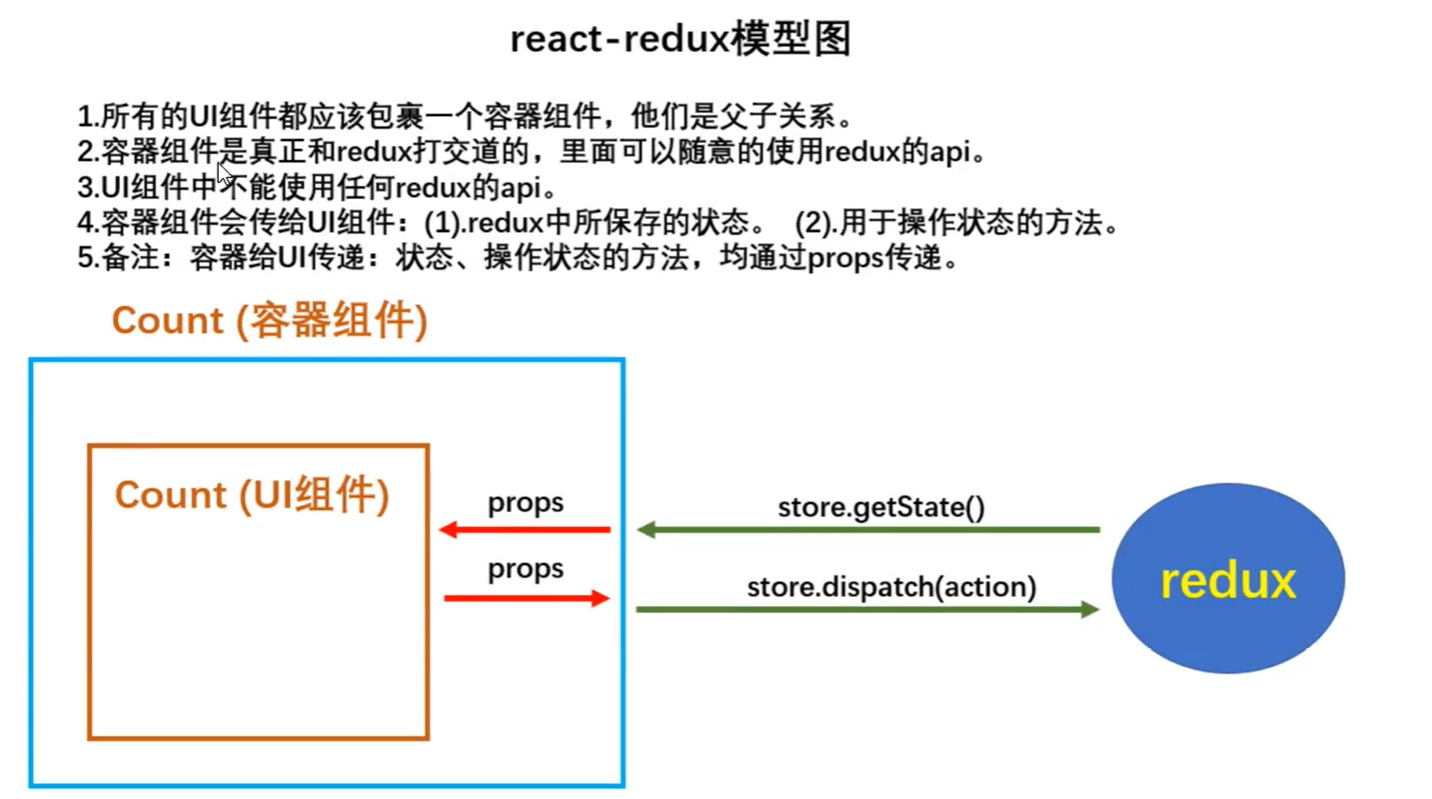 react-redux模型图
1.所有的UI组件都应该包裹一个容器组件，他们是父子关系。
2.容器组件是真正和redux打交道的，里面可以随意的使用redux的api。
3.UI组件中不能使用任何redux的api。
4.容器组件会传给UI组件：(1).redux中所保存的状态。 (2).用于操作状态的方法。
5.备注：容器给UI传递：状态、操作状态的方法，均通过props传递。
Count (容器组件)
Count (UI组件)
props
props
store.getState()
store.dispatch(action)
redux